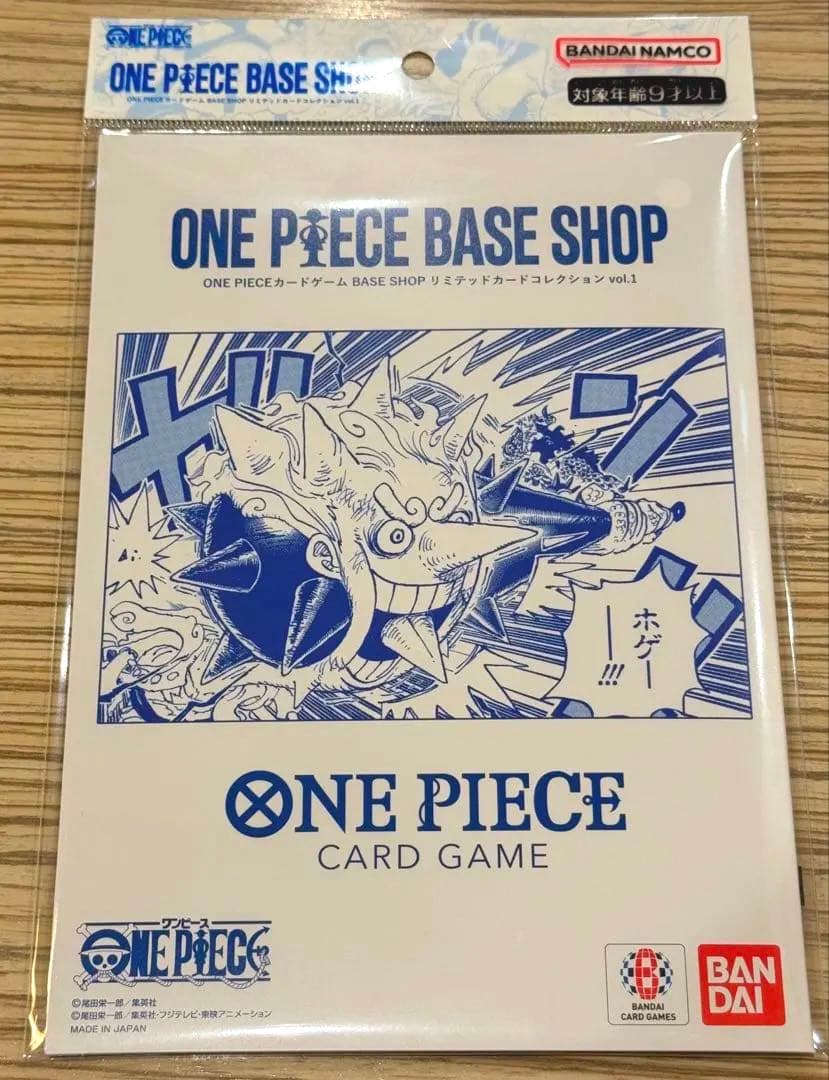 ONE PIECE
BANDAI NAMCO
ONE PIECE BASE SHOP
対象年齢9才以上
ONE PIECE カードゲーム BASE SHOP リミテッドカードコレクション vol.1
ONE PIECE BASE SHOP
ONE PIECEカードゲーム BASE SHOP リミテッドカードコレクション vol.1
ホゲー
ーー!!!
ONE PIECE
CARD GAME
ワンピース
ONE PIECE
BANDAI
CARD GAMES
BAN
DAI
©尾田栄一郎/集英社
©尾田栄一郎/集英社・フジテレビ・東映アニメーション
MADE IN JAPAN